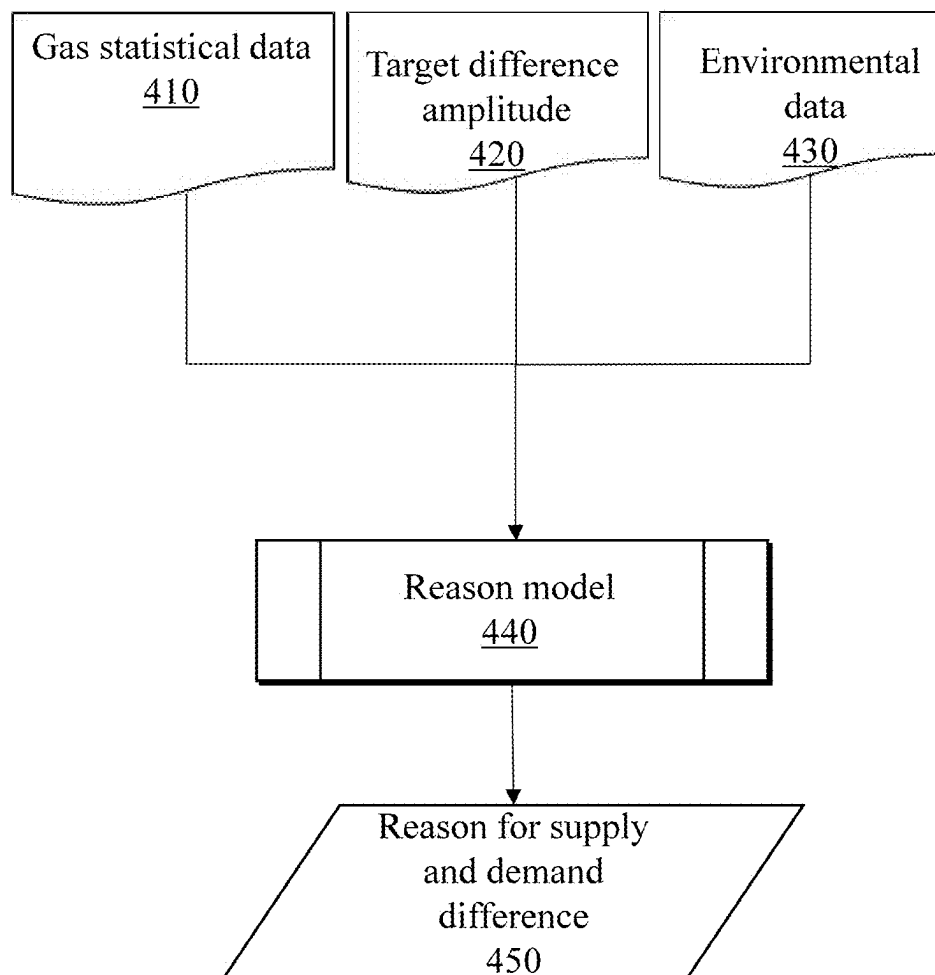 Gas statistical data
410
Target difference
amplitude
420
Environmental
data
430
Reason model
440
Reason for supply
and demand
difference
450